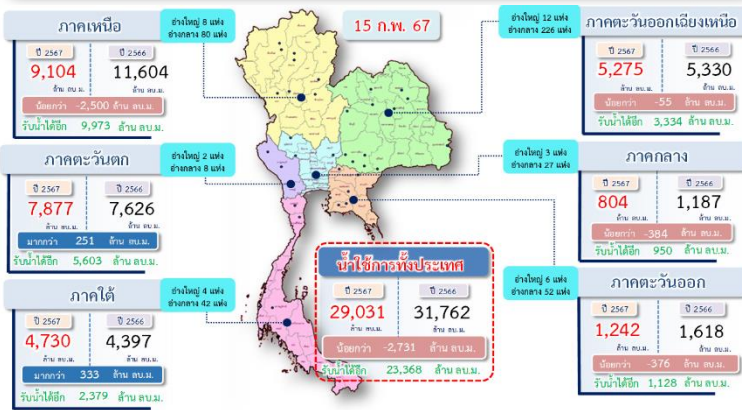 15 ก.พ. 67
ภาคเหนือ
ปี 2567 ปี 2566
9,104 11,604
ล้าน ลบ.ม. ล้าน ลบ.ม.
น้อยกว่า -2,500 ล้าน ลบ.ม.
รับน้ำได้อีก 9,973 ล้าน ลบ.ม.
อ่างใหญ่ 8 แห่ง
อ่างกลาง 80 แห่ง
อ่างใหญ่ 12 แห่ง
อ่างกลาง 226 แห่ง
ภาคตะวันออกเฉียงเหนือ
ปี 2567 ปี 2566
5,275 5,330
ล้าน ลบ.ม. ล้าน ลบ.ม.
น้อยกว่า -55 ล้าน ลบ.ม.
รับน้ำได้อีก 3,334 ล้าน ลบ.ม.
ภาคตะวันตก
ปี 2567 ปี 2566
7,877 7,626
ล้าน ลบ.ม. ล้าน ลบ.ม.
มากกว่า 251 ล้าน ลบ.ม.
รับน้ำได้อีก 5,603 ล้าน ลบ.ม.
อ่างใหญ่ 2 แห่ง
อ่างกลาง 8 แห่ง
อ่างใหญ่ 3 แห่ง
อ่างกลาง 27 แห่ง
ภาคกลาง
ปี 2567 ปี 2566
804 1,187
ล้าน ลบ.ม. ล้าน ลบ.ม.
น้อยกว่า -384 ล้าน ลบ.ม.
รับน้ำได้อีก 950 ล้าน ลบ.ม.
ภาคใต้
ปี 2567 ปี 2566
4,730 4,397
ล้าน ลบ.ม. ล้าน ลบ.ม.
มากกว่า 333 ล้าน ลบ.ม.
รับน้ำได้อีก 2,379 ล้าน ลบ.ม.
อ่างใหญ่ 4 แห่ง
อ่างกลาง 42 แห่ง
น้ำใช้การทั้งประเทศ
ปี 2567 ปี 2566
29,031 31,762
ล้าน ลบ.ม. ล้าน ลบ.ม.
น้อยกว่า -2,731 ล้าน ลบ.ม.
รับน้ำได้อีก 23,368 ล้าน ลบ.ม.
อ่างใหญ่ 6 แห่ง
อ่างกลาง 52 แห่ง
ภาคตะวันออก
ปี 2567 ปี 2566
1,242 1,618
ล้าน ลบ.ม. ล้าน ลบ.ม.
น้อยกว่า -376 ล้าน ลบ.ม.
รับน้ำได้อีก 1,128 ล้าน ลบ.ม.